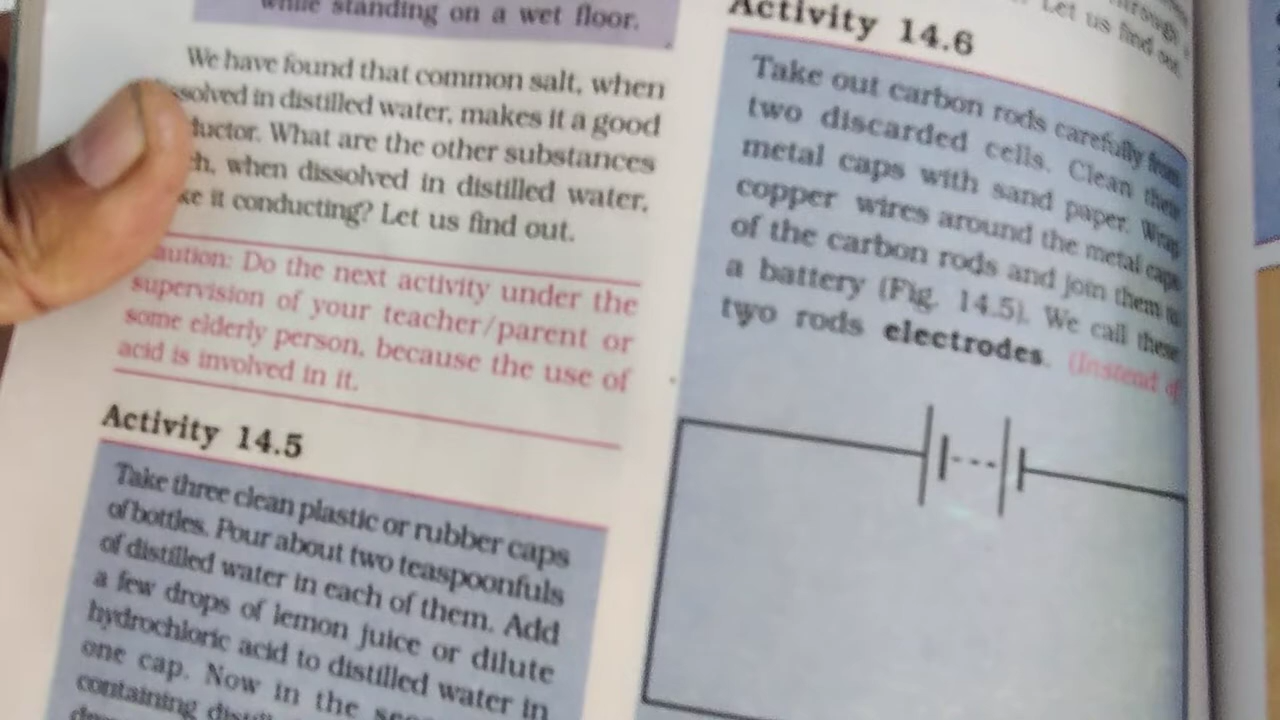 while standing on a wet floor.
We have found that common salt, when
ssolved in distilled water, makes it a good
ductor. What are the other substances
h, when dissolved in distilled water,
ke it conducting? Let us find out.
aution: Do the next activity under the
supervision of your teacher/parent or
some elderly person, because the use of
acid is involved in it.
Activity 14.5
Take three clean plastic or rubber caps
of bottles. Pour about two teaspoonfuls
of distilled water in each of them. Add
a few drops of lemon juice or dilute
hydrochloric acid to distilled water in
one cap. Now in the
containing
through
Let us find out
Activity 14.6
Take out carbon rods carefully from
two discarded cells. Clean their
metal caps with sand paper. Wrap
copper wires around the metal caps
of the carbon rods and join them to
a battery (Fig. 14.5). We call these
two rods electrodes. (Instead of